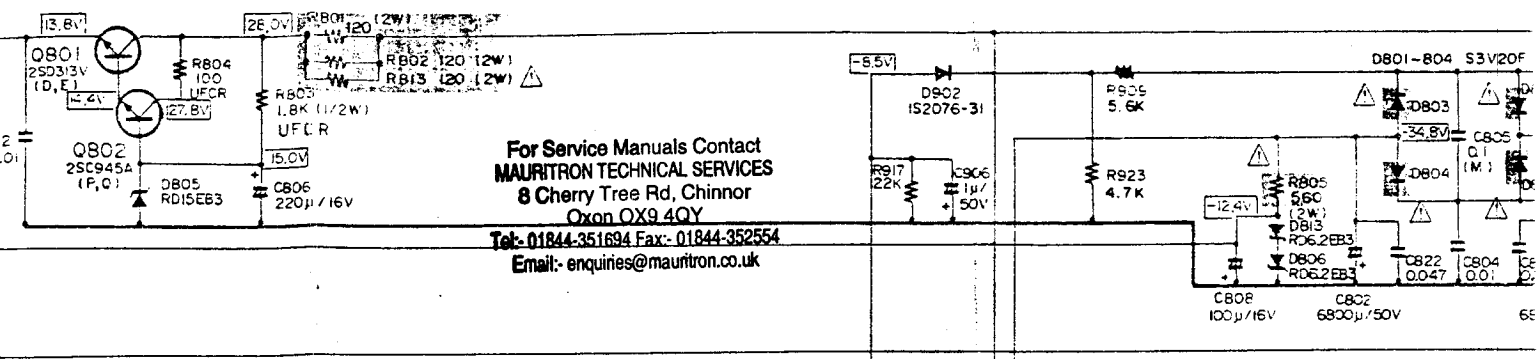 13.8V
28.0V
R801 (2W)
120
Q801
2SD313V
(D,E)
R804
100
UFCR
R802 120 (2W)
R813 120 (2W)
14.4V
27.8V
R803
1.8K (1/2W)
UFCR
Q802
2SC945A
(P,Q)
15.0V
D805
RD15EB3
C806
220μ/16V
For Service Manuals Contact
MAURITRON TECHNICAL SERVICES
8 Cherry Tree Rd, Chinnor
Oxon OX9 4QY
Tel:- 01844-351694 Fax:- 01844-352554
Email:- enquiries@mauritron.co.uk
-8.5V
D902
1S2076-31
R917
22K
C906
1μ/
50V
R909
5.6K
R923
4.7K
D801~804 S3V20F
D803
-34.8V
C805
0.1
(M)
D804
R805
560
(2W)
-12.4V
D813
RD6.2EB3
D806
RD6.2EB3
C822
0.047
C804
0.01
C808
100μ/16V
C802
6800μ/50V